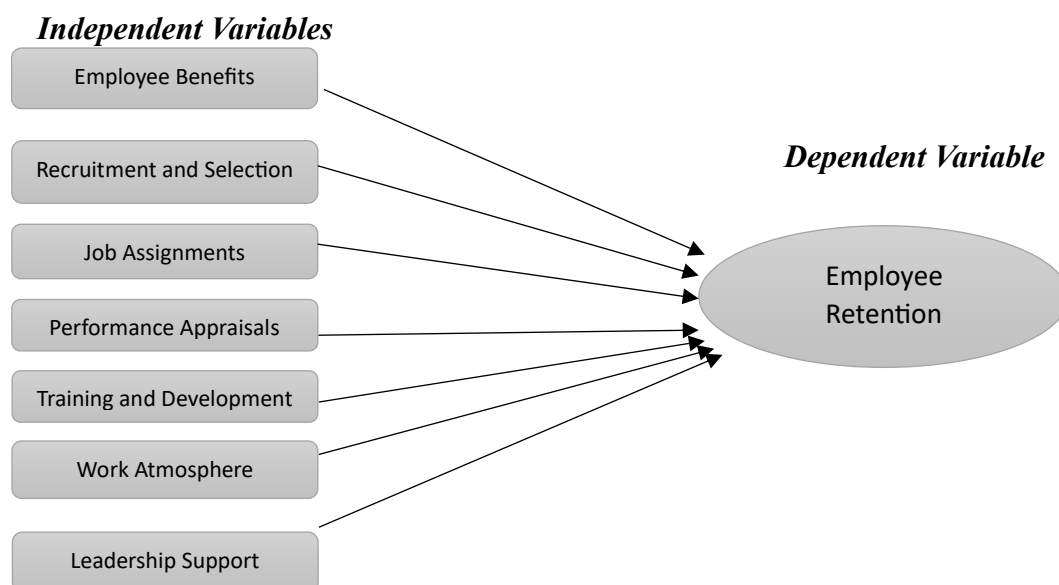 Independent Variables
Employee Benefits
Recruitment and Selection
Job Assignments
Performance Appraisals
Training and Development
Work Atmosphere
Leadership Support
Dependent Variable
Employee
Retention